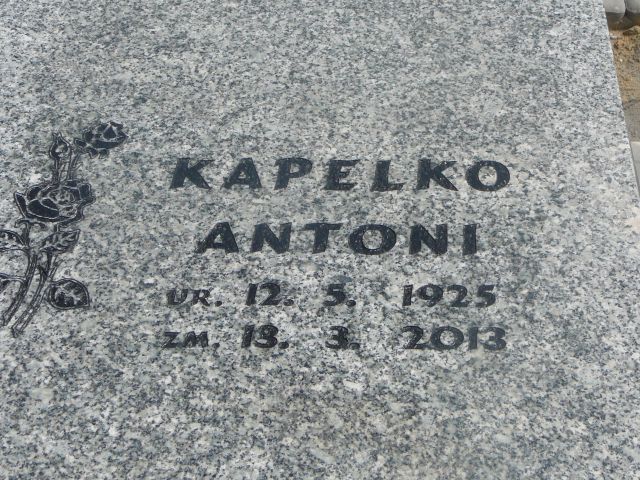 KAPELKO
ANTONI
UR. 12. 5. 1925
ZM. 13. 3. 2013